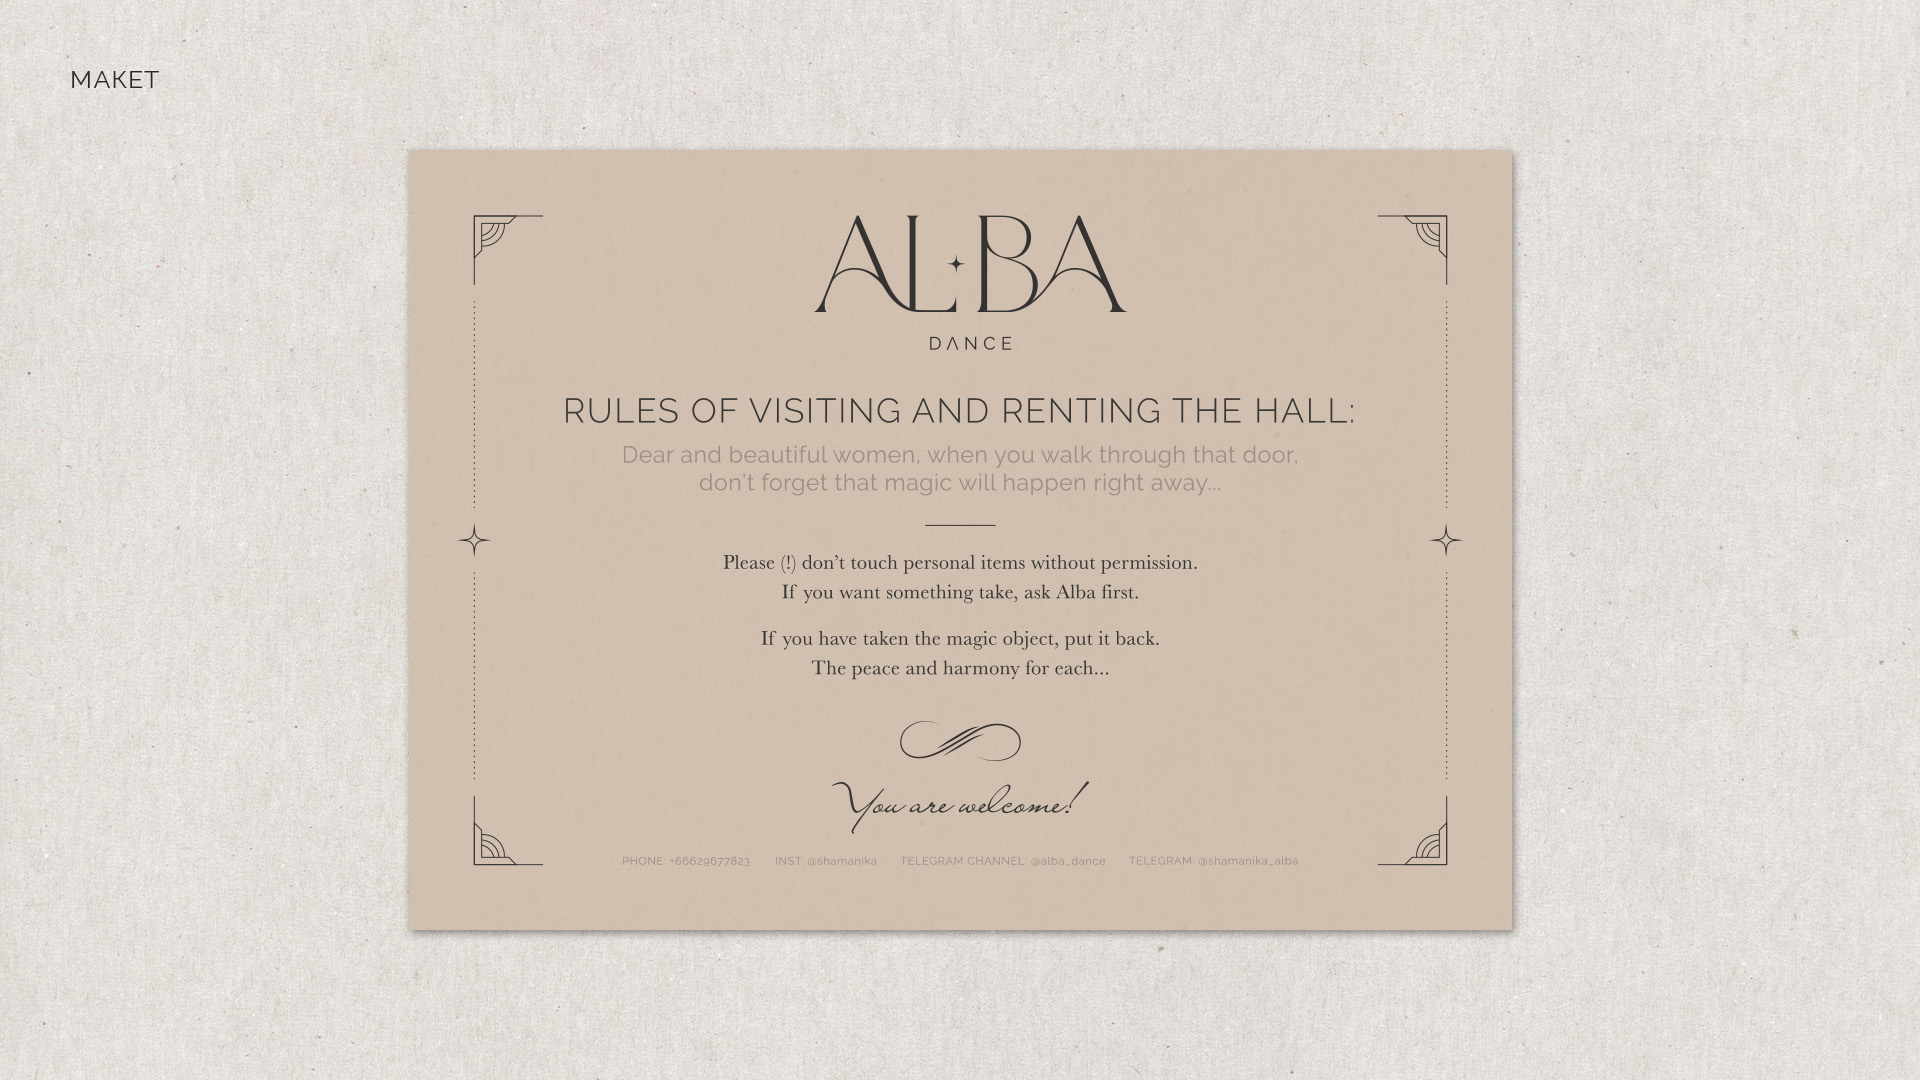 MAKET
ALBA
DANCE
RULES OF VISITING AND RENTING THE HALL:
Dear and beautiful women, when you walk through that door,
don't forget that magic will happen right away...
Please (!) don’t touch personal items without permission.
If you want something take, ask Alba first.
If you have taken the magic object, put it back.
The peace and harmony for each...
You are welcome!
PHONE: +66629677823 INST: @shamanika TELEGRAM CHANNEL: @alba_dance TELEGRAM: @shamanika_alba